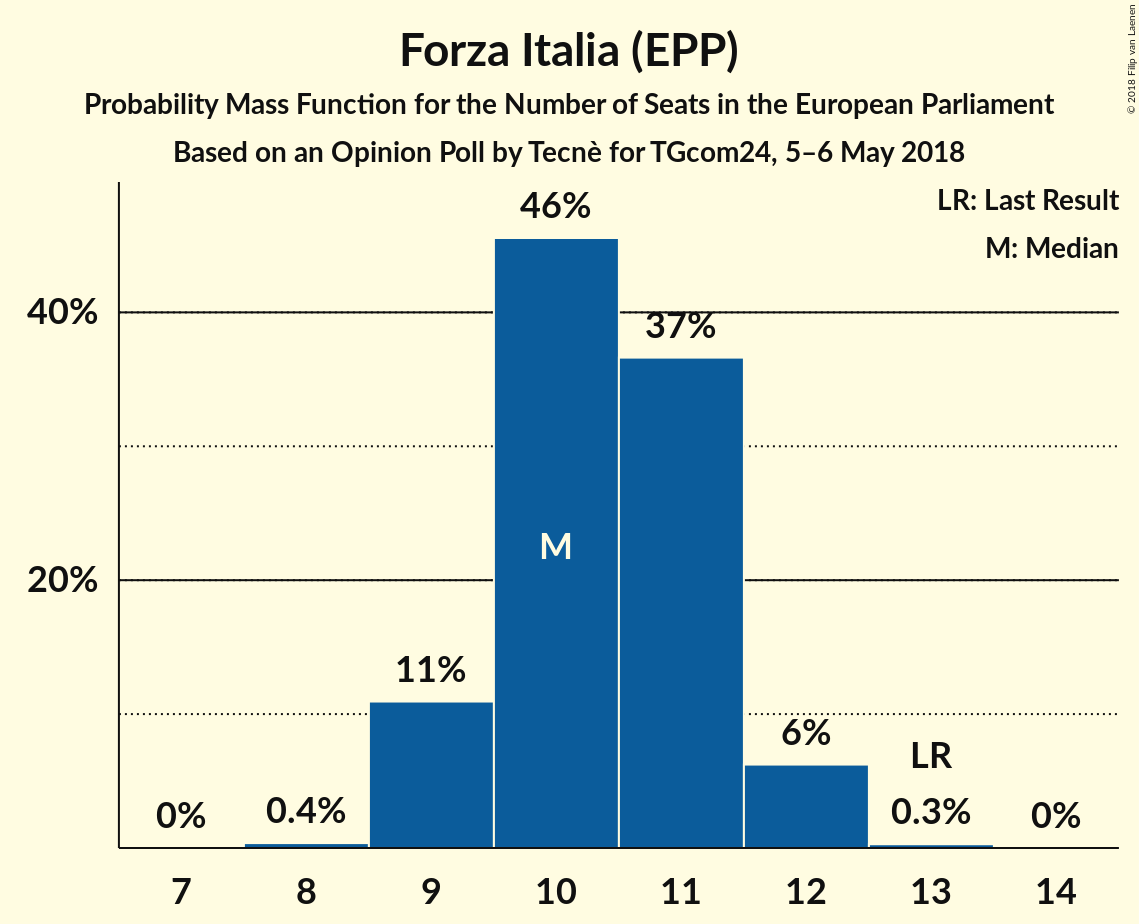 Forza Italia (EPP)
Probability Mass Function for the Number of Seats in the European Parliament
Based on an Opinion Poll by Tecnè for TGcom24, 5–6 May 2018
© 2018 Filip van Laenen
LR: Last Result
M: Median
40%
20%
0%
0.4%
11%
46%
M
37%
6%
LR
0.3%
0%
7
8
9
10
11
12
13
14